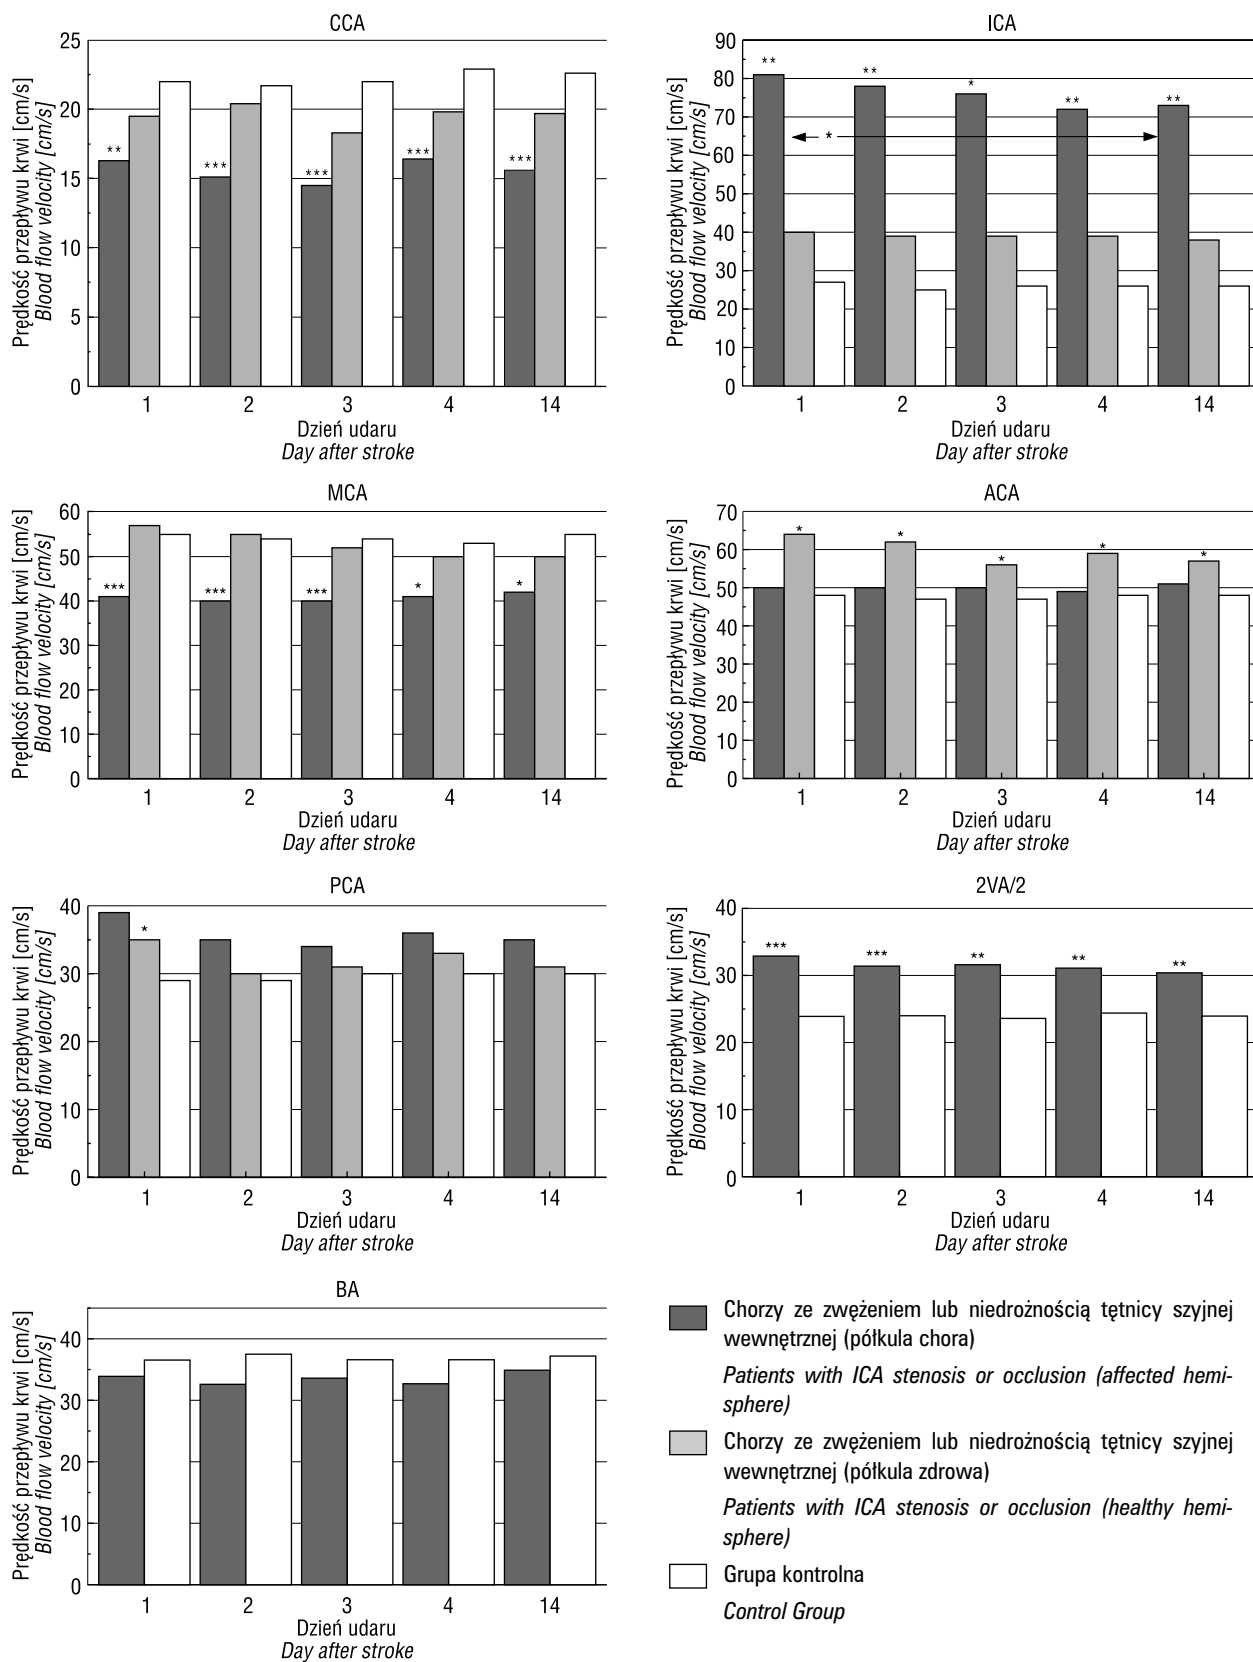 CCA
Prędkość przepływu krwi [cm/s]
Blood flow velocity [cm/s]
25
20
15
10
5
0
** *** *** *** ***
1 2 3 4 14
Dzień udaru
Day after stroke
ICA
Prędkość przepływu krwi [cm/s]
Blood flow velocity [cm/s]
90
80
70
60
50
40
30
20
10
0
** ** * ** **
*
1 2 3 4 14
Dzień udaru
Day after stroke
MCA
Prędkość przepływu krwi [cm/s]
Blood flow velocity [cm/s]
60
50
40
30
20
10
0
*** *** *** * *
1 2 3 4 14
Dzień udaru
Day after stroke
ACA
Prędkość przepływu krwi [cm/s]
Blood flow velocity [cm/s]
70
60
50
40
30
20
10
0
* * * * *
1 2 3 4 14
Dzień udaru
Day after stroke
PCA
Prędkość przepływu krwi [cm/s]
Blood flow velocity [cm/s]
40
30
20
10
0
*
1 2 3 4 14
Dzień udaru
Day after stroke
2VA/2
Prędkość przepływu krwi [cm/s]
Blood flow velocity [cm/s]
40
30
20
10
0
*** *** ** ** **
1 2 3 4 14
Dzień udaru
Day after stroke
BA
Prędkość przepływu krwi [cm/s]
Blood flow velocity [cm/s]
40
30
20
10
0
1 2 3 4 14
Dzień udaru
Day after stroke
Chorzy ze zwężeniem lub niedrożnością tętnicy szyjnej
wewnętrznej (półkula chora)
Patients with ICA stenosis or occlusion (affected hemi-
sphere)
Chorzy ze zwężeniem lub niedrożnością tętnicy szyjnej
wewnętrznej (półkula zdrowa)
Patients with ICA stenosis or occlusion (healthy hemi-
sphere)
Grupa kontrolna
Control Group